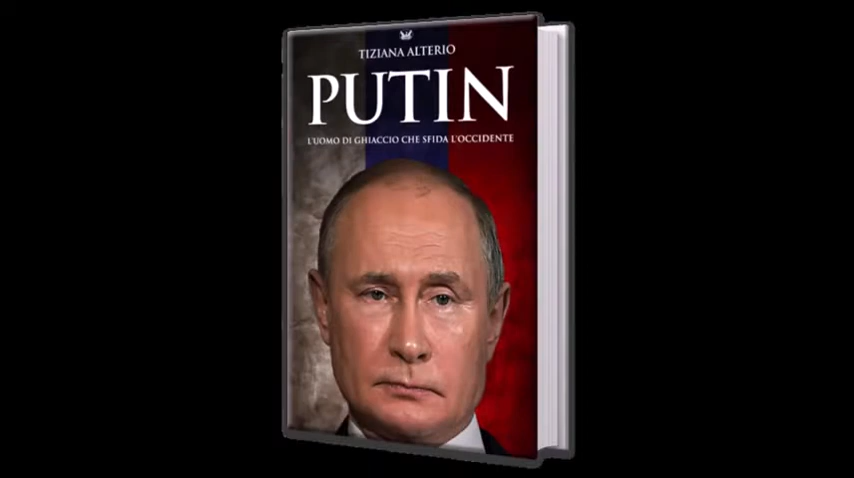 TIZIANA ALTERIO
PUTIN
L'UOMO DI GHIACCIO CHE SFIDA L'OCCIDENTE